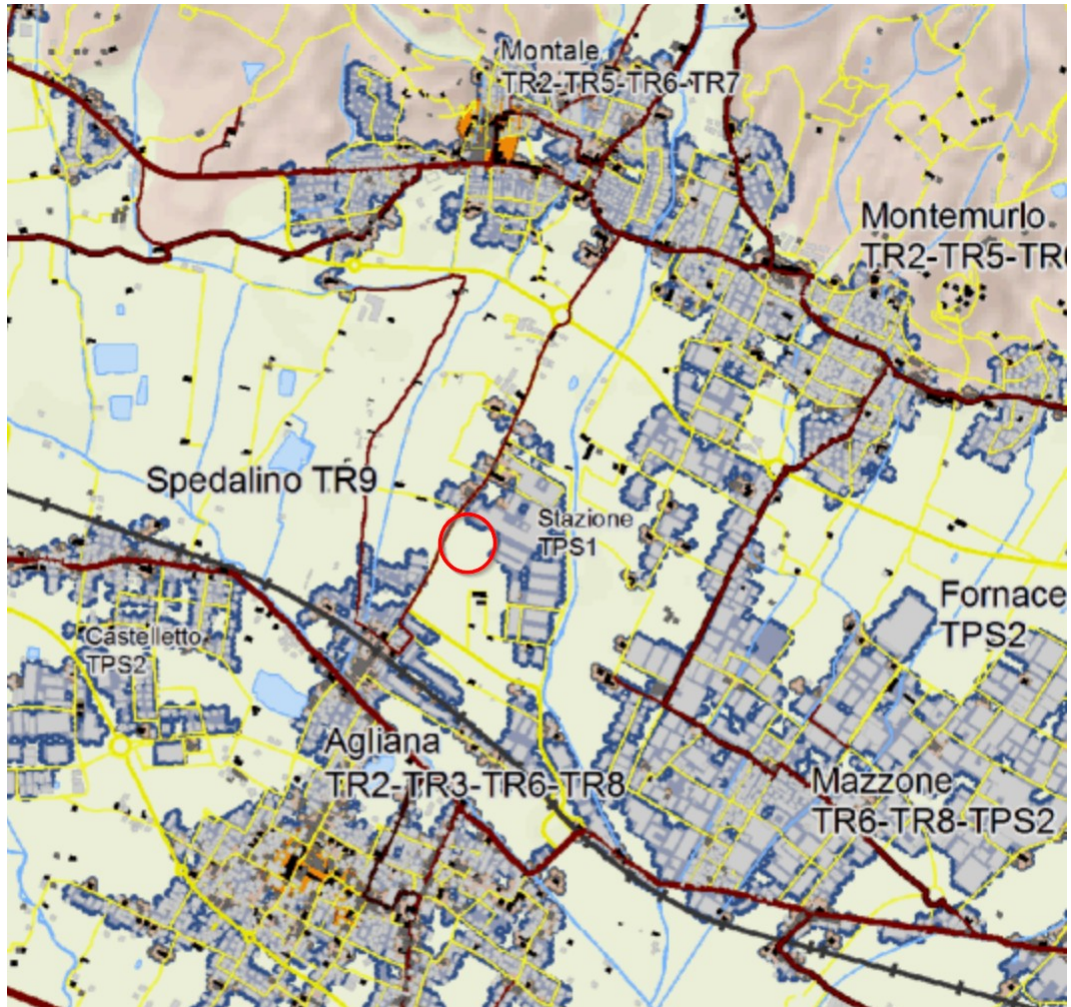 Montale
TR2-TR5-TR6-TR7
Montemurlo
TR2-TR5-TR6
Spedalino TR9
Stazione
TPS1
Fornace
TPS2
Castelletto
TPS2
Agliana
TR2-TR3-TR6-TR8
Mazzone
TR6-TR8-TPS2